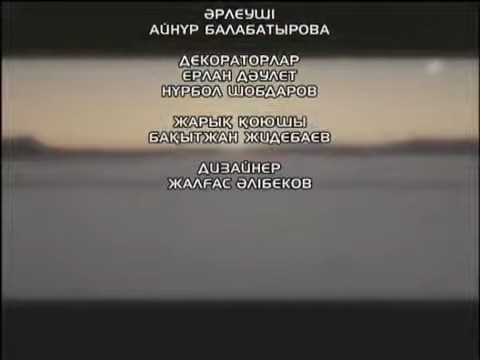 ӘРЛЕУШІ
АЙНҰР БАЛАБАТЫРОВА
ДЕКОРАТОРЛАР
ЕРЛАН ДӘУЛЕТ
НҰРБОЛ ШОБДАРОВ
ЖАРЫҚ ҚОЮШЫ
БАҚЫТЖАН ЖИДЕБАЕВ
ДИЗАЙНЕР
ЖАЛҒАС ӘЛІБЕКОВ